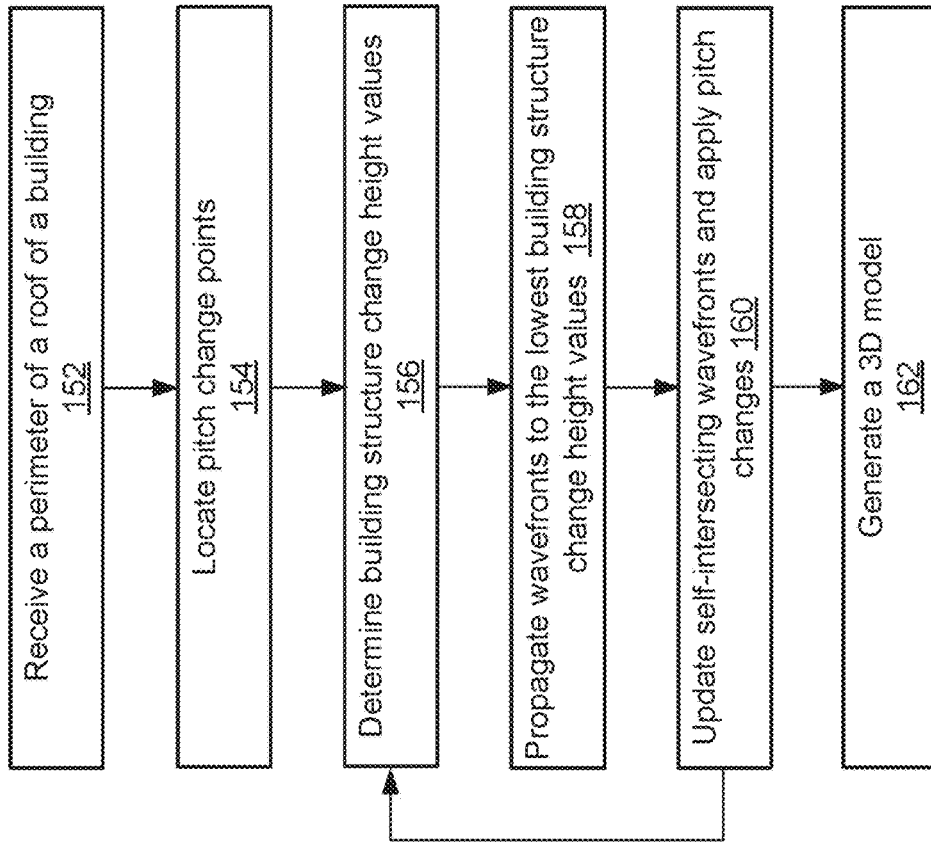 Receive a perimeter of a roof of a building
152
Locate pitch change points
154
Determine building structure change height values
156
Propagate wavefronts to the lowest building structure
change height values 158
Update self-intersecting wavefronts and apply pitch
changes 160
Generate a 3D model
162